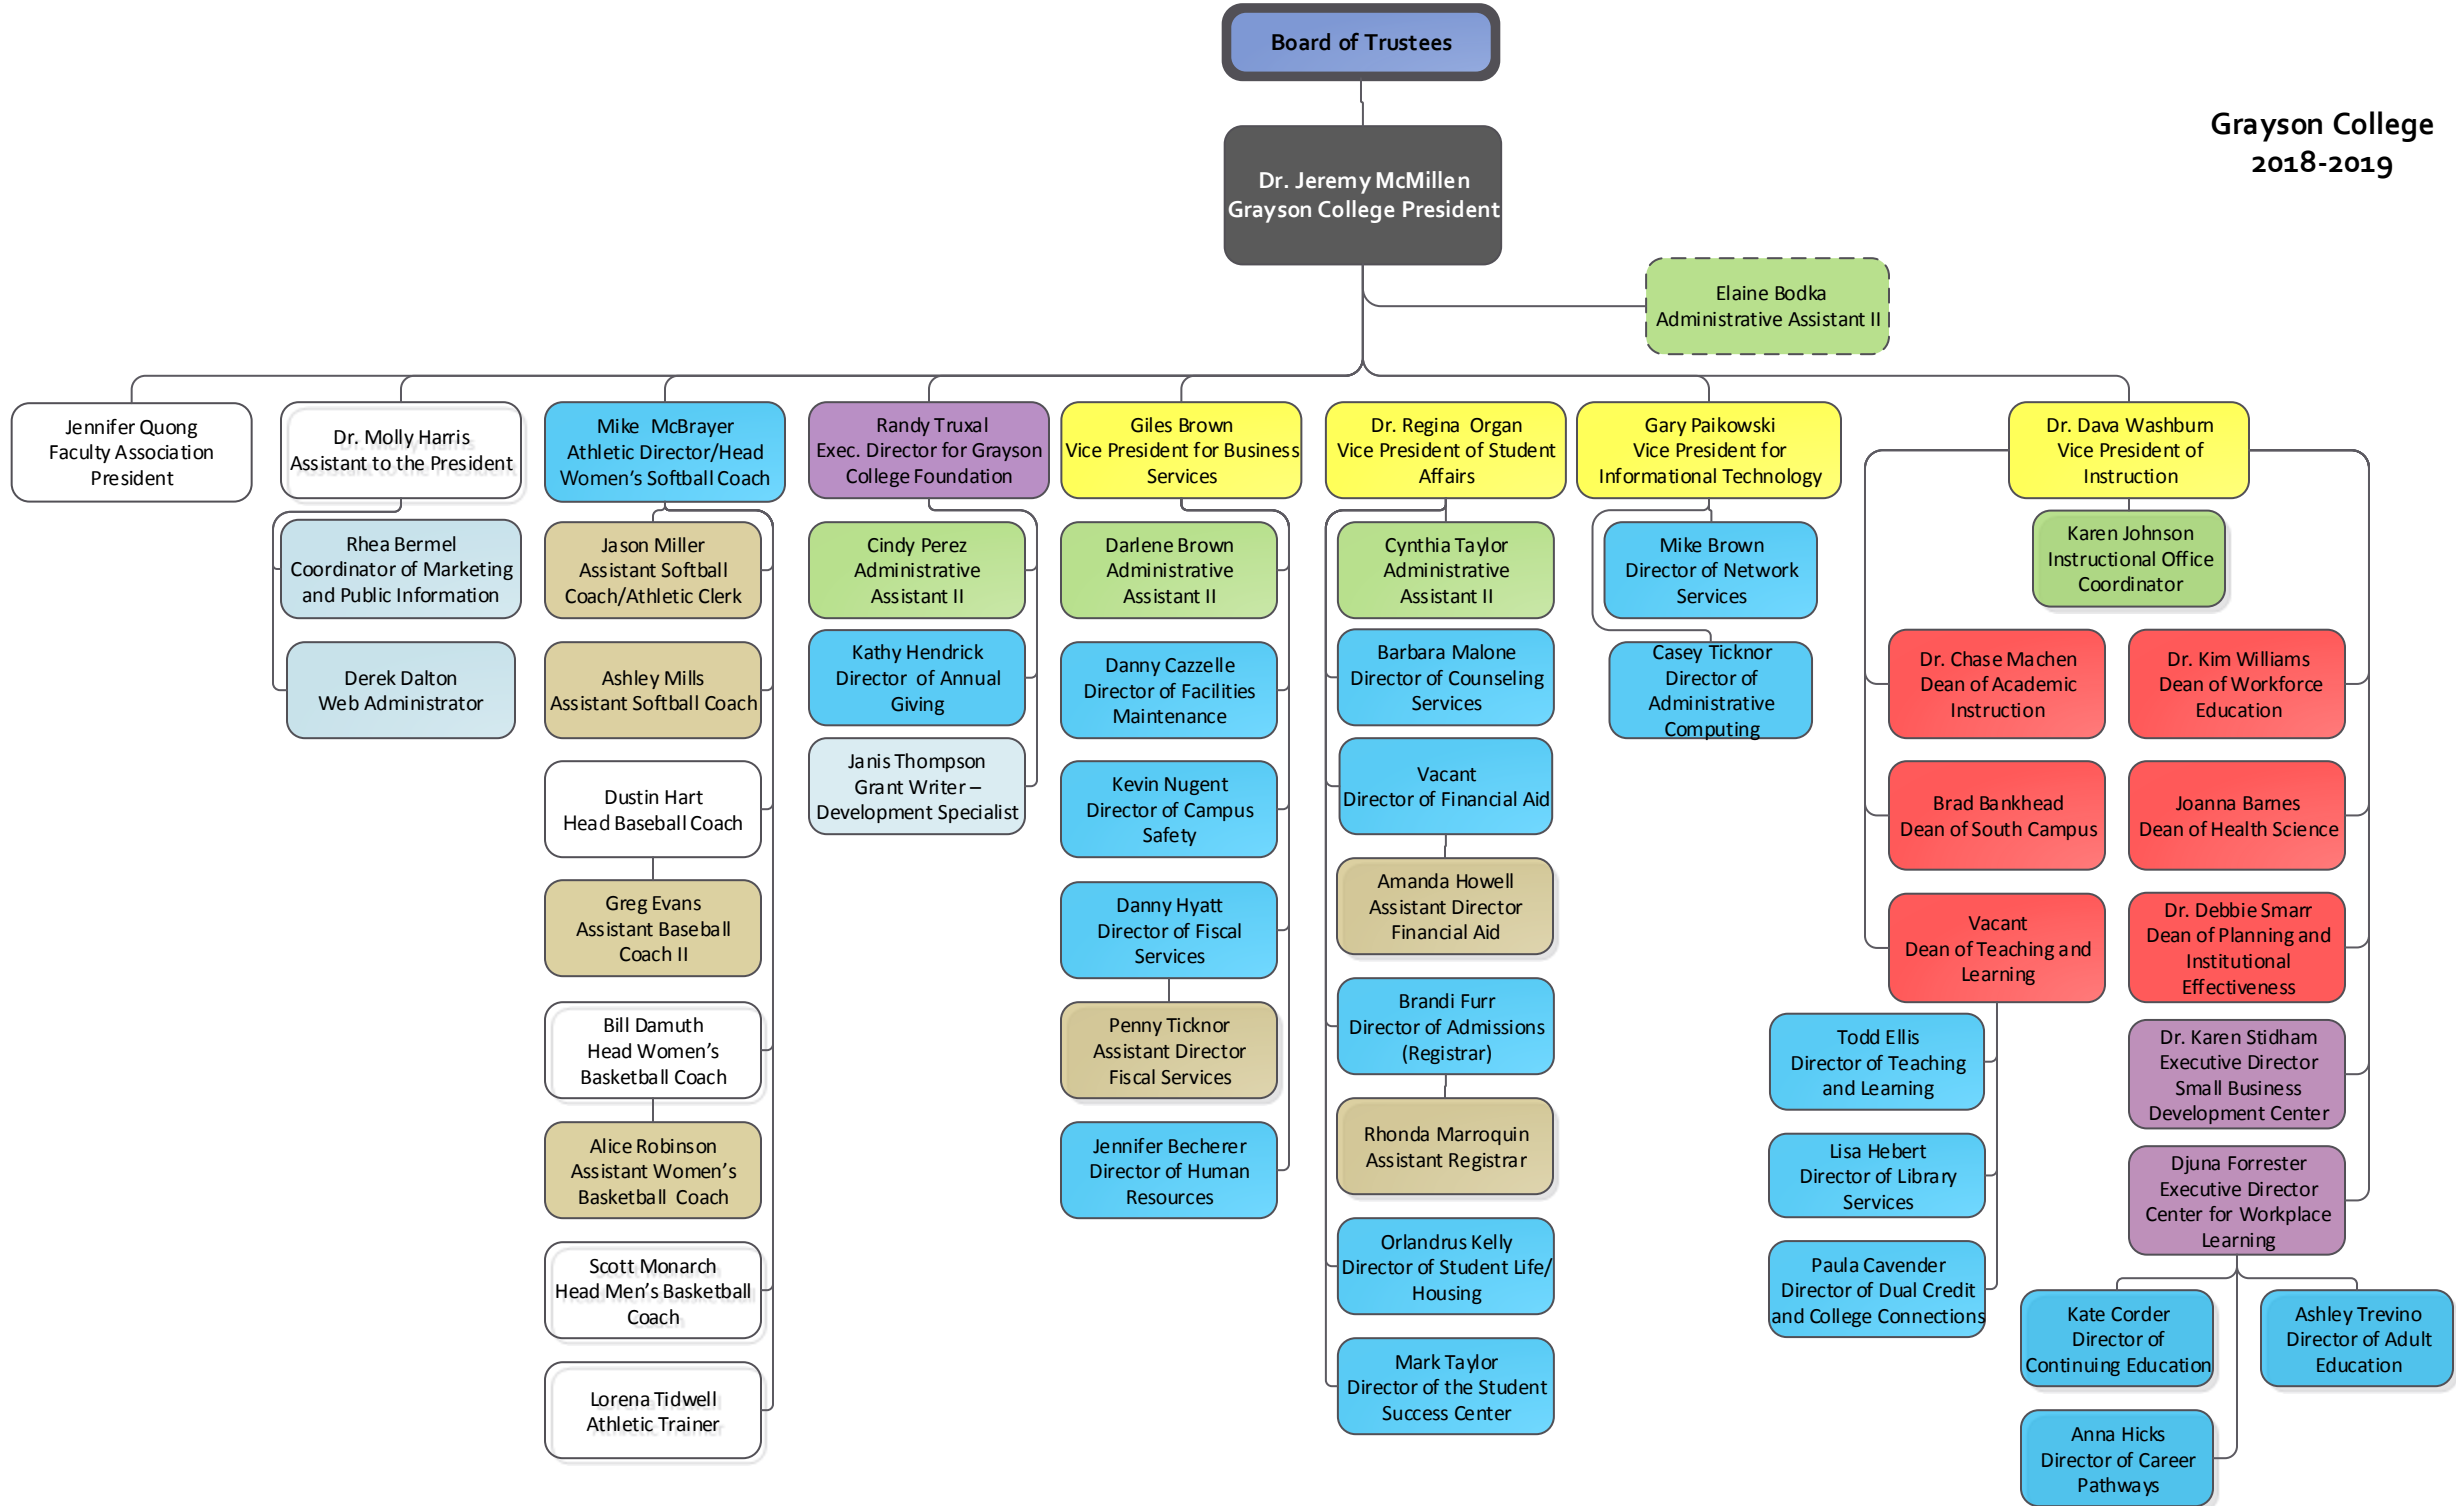 Board of Trustees
Grayson College
2018-2019
Dr. Jeremy McMillen
Grayson College President
Elaine Bodka
Administrative Assistant II
Jennifer Quong
Faculty Association
President
Dr. Molly Harris
Assistant to the President
Mike McBrayer
Athletic Director/Head
Women’s Softball Coach
Randy Truxal
Exec. Director for Grayson
College Foundation
Giles Brown
Vice President for Business
Services
Dr. Regina Organ
Vice President of Student
Affairs
Gary Paikowski
Vice President for
Informational Technology
Dr. Dava Washburn
Vice President of
Instruction
Rhea Bermel
Coordinator of Marketing
and Public Information
Derek Dalton
Web Administrator
Jason Miller
Assistant Softball
Coach/Athletic Clerk
Ashley Mills
Assistant Softball Coach
Dustin Hart
Head Baseball Coach
Greg Evans
Assistant Baseball
Coach II
Bill Damuth
Head Women’s
Basketball Coach
Alice Robinson
Assistant Women’s
Basketball Coach
Scott Monarch
Head Men’s Basketball
Coach
Lorena Tidwell
Athletic Trainer
Cindy Perez
Administrative
Assistant II
Kathy Hendrick
Director of Annual
Giving
Janis Thompson
Grant Writer –
Development Specialist
Darlene Brown
Administrative
Assistant II
Danny Cazzelle
Director of Facilities
Maintenance
Kevin Nugent
Director of Campus
Safety
Danny Hyatt
Director of Fiscal
Services
Penny Ticknor
Assistant Director
Fiscal Services
Jennifer Becherer
Director of Human
Resources
Cynthia Taylor
Administrative
Assistant II
Barbara Malone
Director of Counseling
Services
Vacant
Director of Financial Aid
Amanda Howell
Assistant Director
Financial Aid
Brandi Furr
Director of Admissions
(Registrar)
Rhonda Marroquin
Assistant Registrar
Orlandrus Kelly
Director of Student Life/
Housing
Mark Taylor
Director of the Student
Success Center
Mike Brown
Director of Network
Services
Casey Ticknor
Director of
Administrative
Computing
Karen Johnson
Instructional Office
Coordinator
Dr. Chase Machen
Dean of Academic
Instruction
Brad Bankhead
Dean of South Campus
Vacant
Dean of Teaching and
Learning
Todd Ellis
Director of Teaching
and Learning
Lisa Hebert
Director of Library
Services
Paula Cavender
Director of Dual Credit
and College Connections
Dr. Kim Williams
Dean of Workforce
Education
Joanna Barnes
Dean of Health Science
Dr. Debbie Smarr
Dean of Planning and
Institutional
Effectiveness
Dr. Karen Stidham
Executive Director
Small Business
Development Center
Djuna Forrester
Executive Director
Center for Workplace
Learning
Kate Corder
Director of
Continuing Education
Ashley Trevino
Director of Adult
Education
Anna Hicks
Director of Career
Pathways